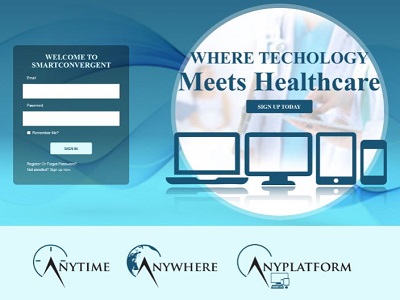 WELCOME TO
SMARTCONVERGENT
Email
Password
Remember Me?
SIGN IN
Register Or Forgot Password?
Not enrolled? Sign up now.
WHERE TECHOLOGY
Meets Healthcare
SIGN UP TODAY
ANYTIME
ANYWHERE
ANYPLATFORM